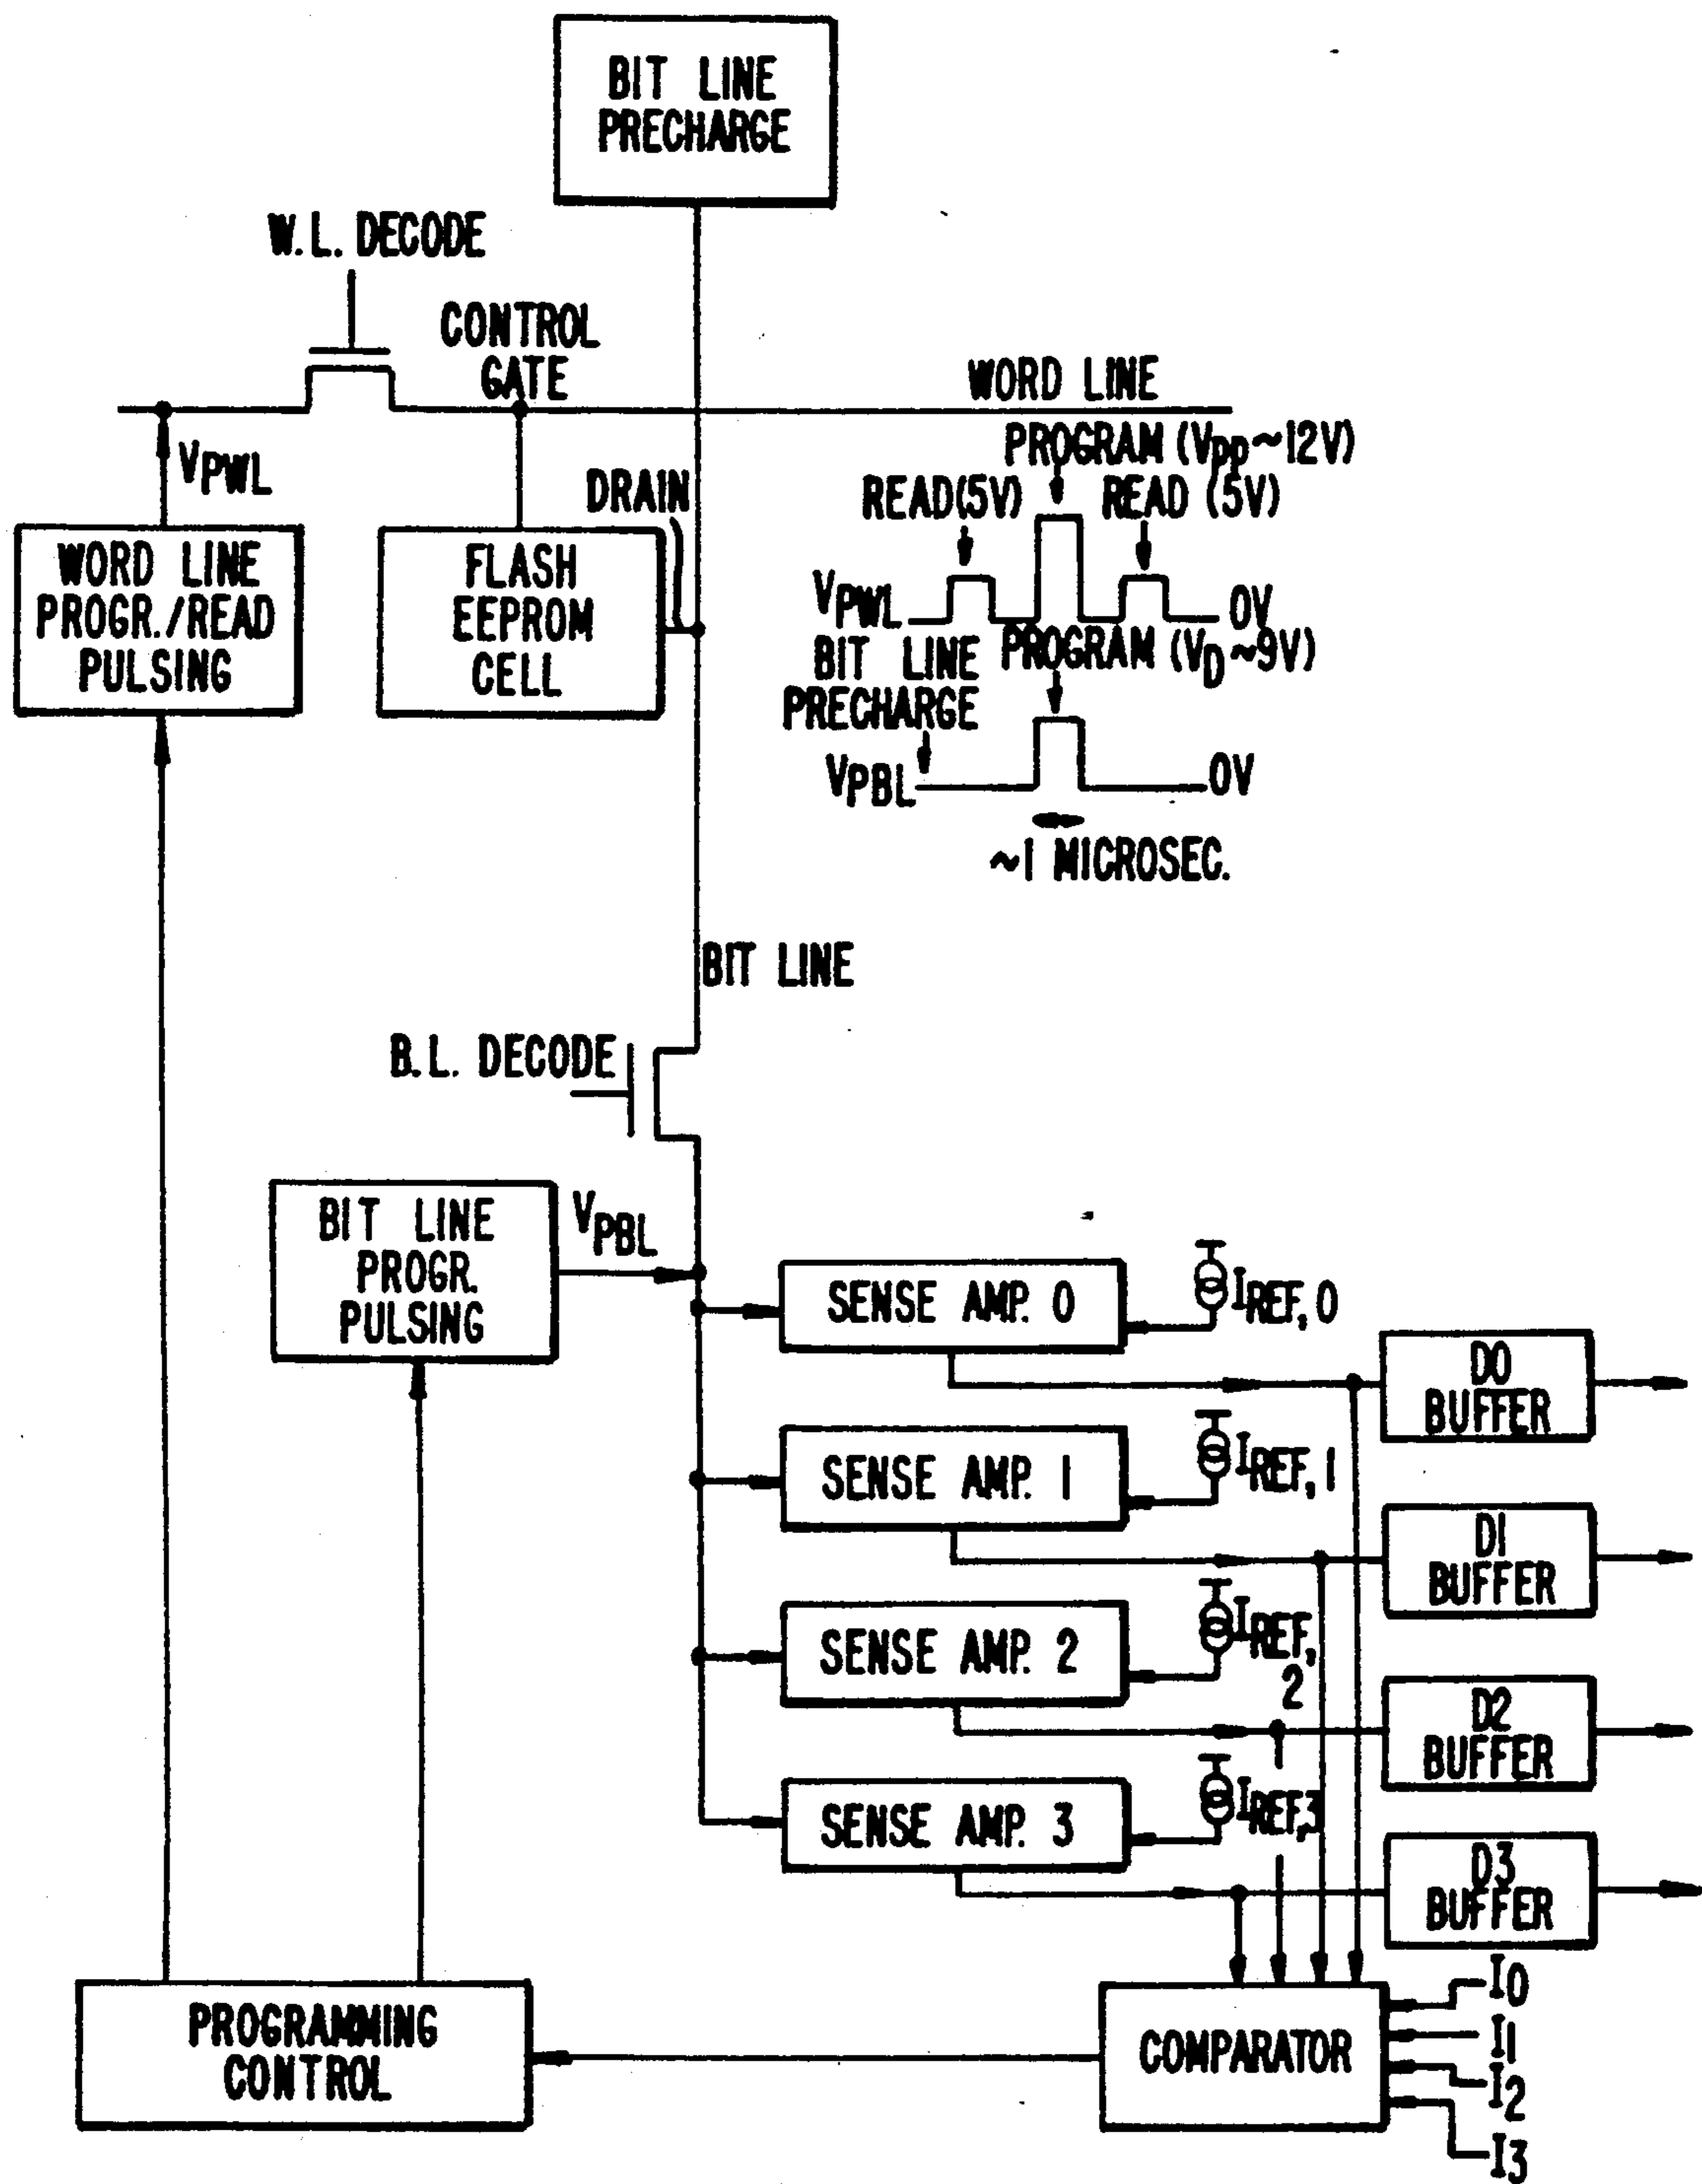 BIT LINE
PRECHARGE
W.L. DECODE
CONTROL
GATE
WORD LINE
PROGRAM (VPP~12V)
VPWL
DRAIN
READ(5V)
READ (5V)
WORD LINE
PROGR./READ
PULSING
FLASH
EEPROM
CELL
VPWL
0V
BIT LINE
PRECHARGE
PROGRAM (VD~9V)
VPBL
0V
~1 MICROSEC.
BIT LINE
B.L. DECODE
BIT LINE
PROGR.
PULSING
VPBL
SENSE AMP. 0
IREF,0
D0
BUFFER
SENSE AMP. 1
IREF,1
D1
BUFFER
SENSE AMP. 2
IREF,
2
D2
BUFFER
SENSE AMP. 3
IREF,3
D3
BUFFER
PROGRAMMING
CONTROL
COMPARATOR
I0
I1
I2
I3